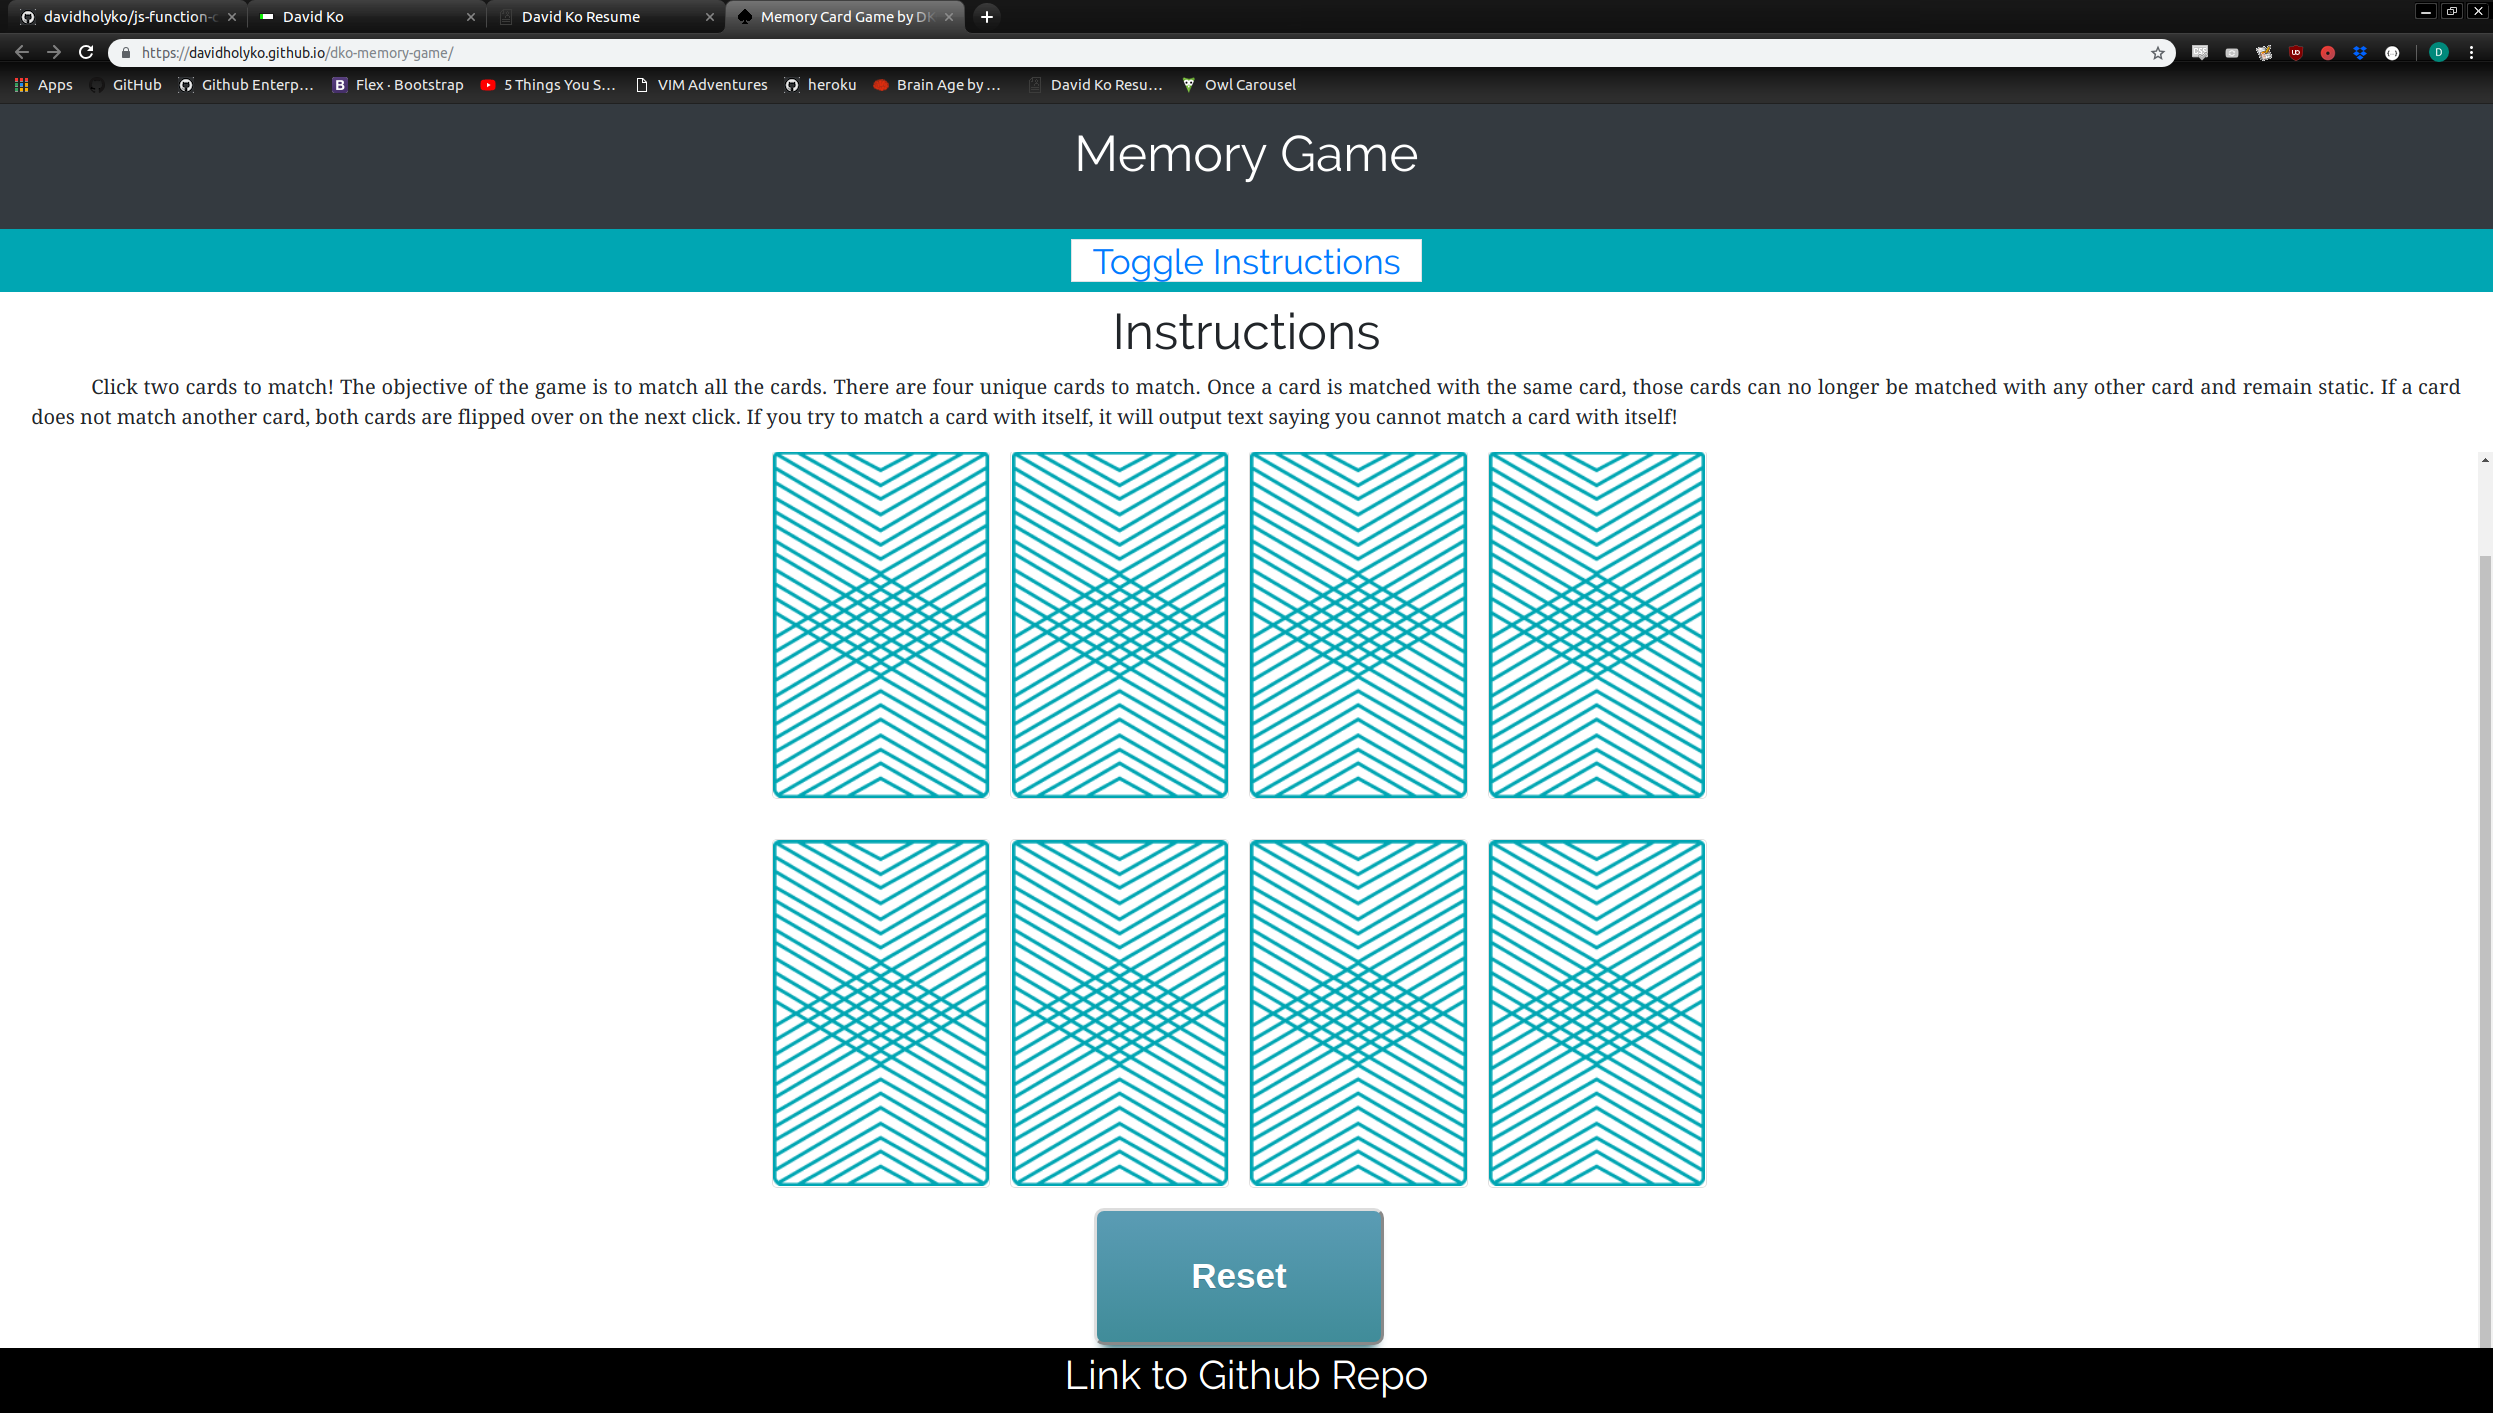 davidholyko/js-function-c
David Ko
David Ko Resume
Memory Card Game by DK
https://davidholyko.github.io/dko-memory-game/
Apps
GitHub
Github Enterp...
Flex · Bootstrap
5 Things You S...
VIM Adventures
heroku
Brain Age by ...
David Ko Resu...
Owl Carousel
Memory Game
Toggle Instructions
Instructions
Click two cards to match! The objective of the game is to match all the cards. There are four unique cards to match. Once a card is matched with the same card, those cards can no longer be matched with any other card and remain static. If a card
does not match another card, both cards are flipped over on the next click. If you try to match a card with itself, it will output text saying you cannot match a card with itself!
Reset
Link to Github Repo